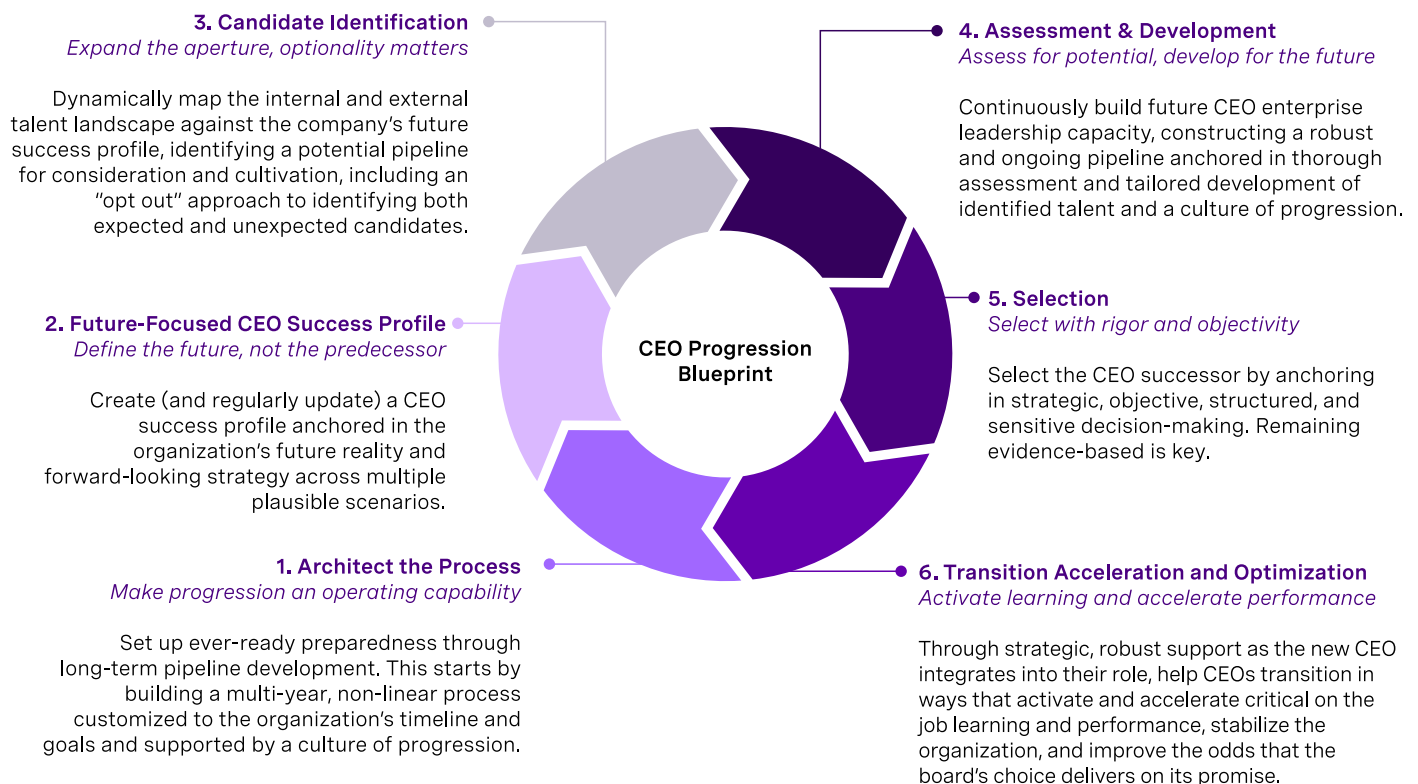 3. Candidate Identification
Expand the aperture, optionality matters
Dynamically map the internal and external
talent landscape against the company’s future
success profile, identifying a potential pipeline
for consideration and cultivation, including an
“opt out” approach to identifying both
expected and unexpected candidates.
4. Assessment & Development
Assess for potential, develop for the future
Continuously build future CEO enterprise
leadership capacity, constructing a robust
and ongoing pipeline anchored in thorough
assessment and tailored development of
identified talent and a culture of progression.
2. Future-Focused CEO Success Profile
Define the future, not the predecessor
Create (and regularly update) a CEO
success profile anchored in the
organization’s future reality and
forward-looking strategy across multiple
plausible scenarios.
CEO Progression
Blueprint
5. Selection
Select with rigor and objectivity
Select the CEO successor by anchoring
in strategic, objective, structured, and
sensitive decision-making. Remaining
evidence-based is key.
1. Architect the Process
Make progression an operating capability
Set up ever-ready preparedness through
long-term pipeline development. This starts by
building a multi-year, non-linear process
customized to the organization’s timeline and
goals and supported by a culture of progression.
6. Transition Acceleration and Optimization
Activate learning and accelerate performance
Through strategic, robust support as the new CEO
integrates into their role, help CEOs transition in
ways that activate and accelerate critical on the
job learning and performance, stabilize the
organization, and improve the odds that the
board’s choice delivers on its promise.